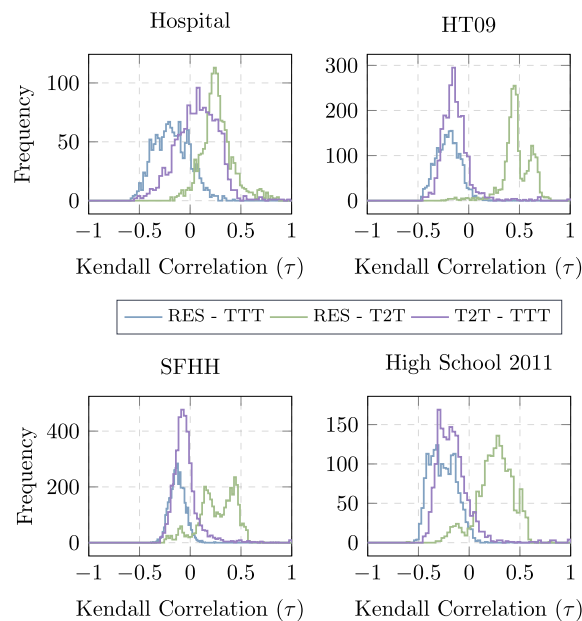 Hospital
HT09
Frequency
100
50
0
−1 −0.5 0 0.5 1
Kendall Correlation (τ)
300
200
100
0
−1 −0.5 0 0.5 1
Kendall Correlation (τ)
RES - TTT RES - T2T T2T - TTT
SFHH
High School 2011
Frequency
400
200
0
−1 −0.5 0 0.5 1
Kendall Correlation (τ)
150
100
50
0
−1 −0.5 0 0.5 1
Kendall Correlation (τ)